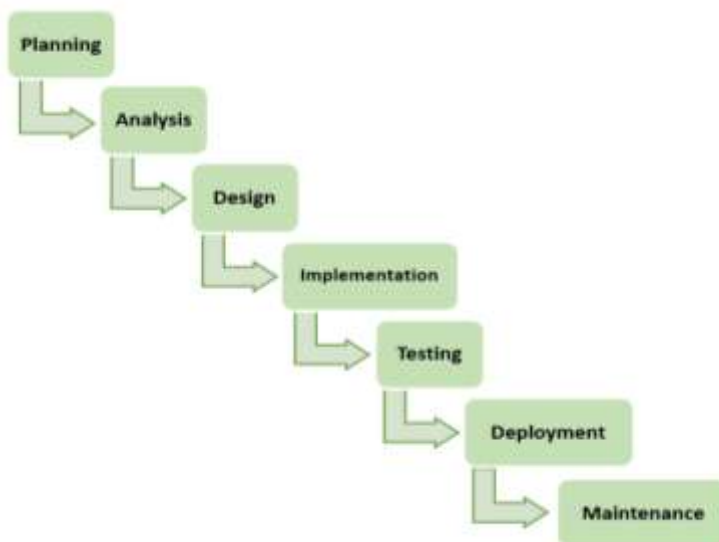 Planning
Analysis
Design
Implementation
Testing
Deployment
Maintenance